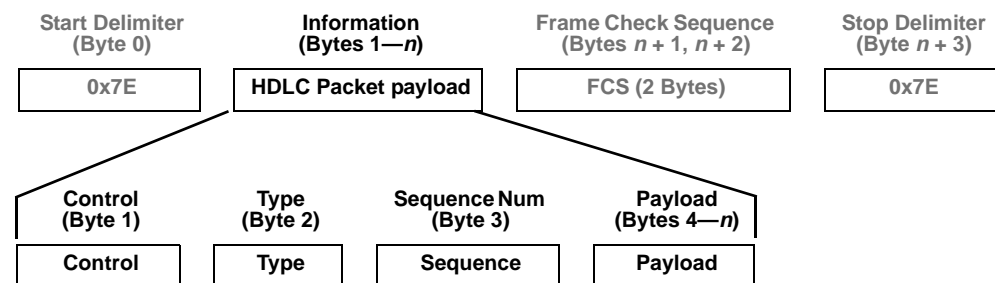 Start Delimiter
(Byte 0)
Information
(Bytes 1—n)
Frame Check Sequence
(Bytes n + 1, n + 2)
Stop Delimiter
(Byte n + 3)
0x7E
HDLC Packet payload
FCS (2 Bytes)
0x7E
Control
(Byte 1)
Type
(Byte 2)
Sequence Num
(Byte 3)
Payload
(Bytes 4—n)
Control
Type
Sequence
Payload